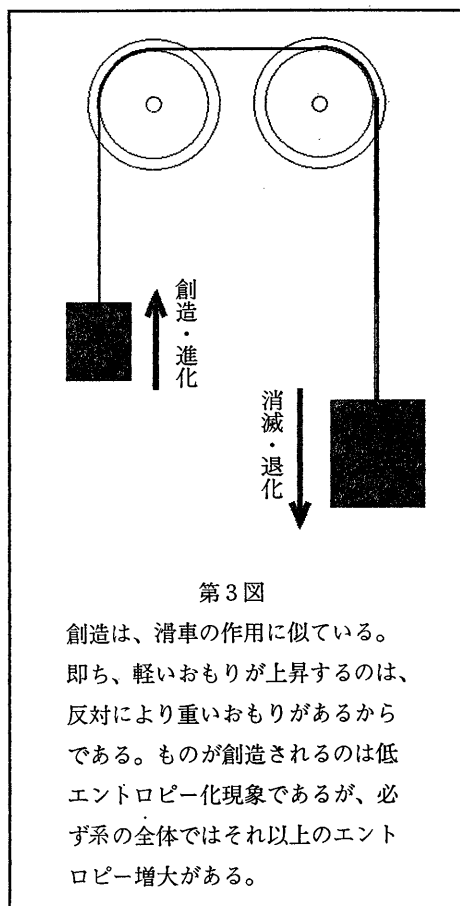 創造・進化
消滅・退化
第3図
創造は、滑車の作用に似ている。
即ち、軽いおもりが上昇するのは、
反対により重いおもりがあるから
である。ものが創造されるのは低
エントロピー化現象であるが、必
ず系の全体ではそれ以上のエント
ロピー増大がある。